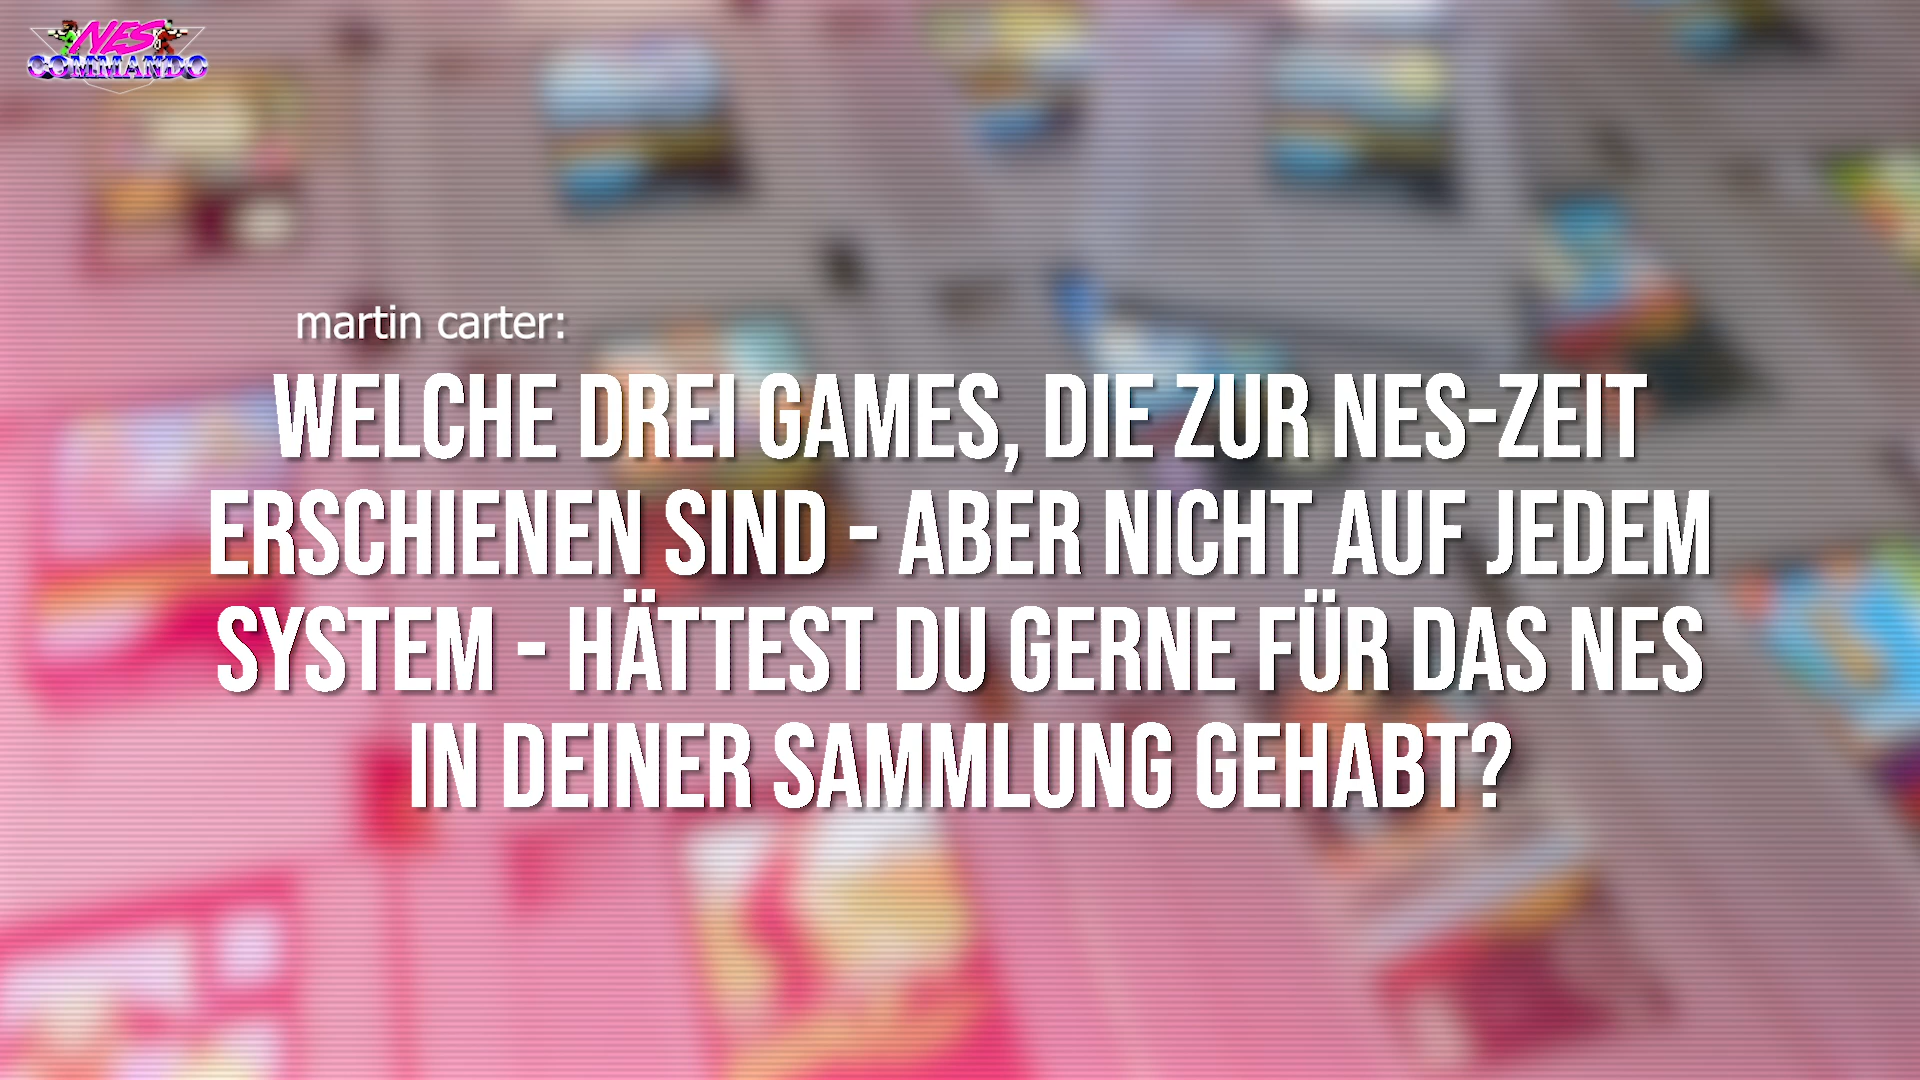 NES
COMMANDO
martin carter:
WELCHE DREI GAMES, DIE ZUR NES-ZEIT
ERSCHIENEN SIND - ABER NICHT AUF JEDEM
SYSTEM - HÄTTEST DU GERNE FÜR DAS NES
IN DEINER SAMMLUNG GEHABT?